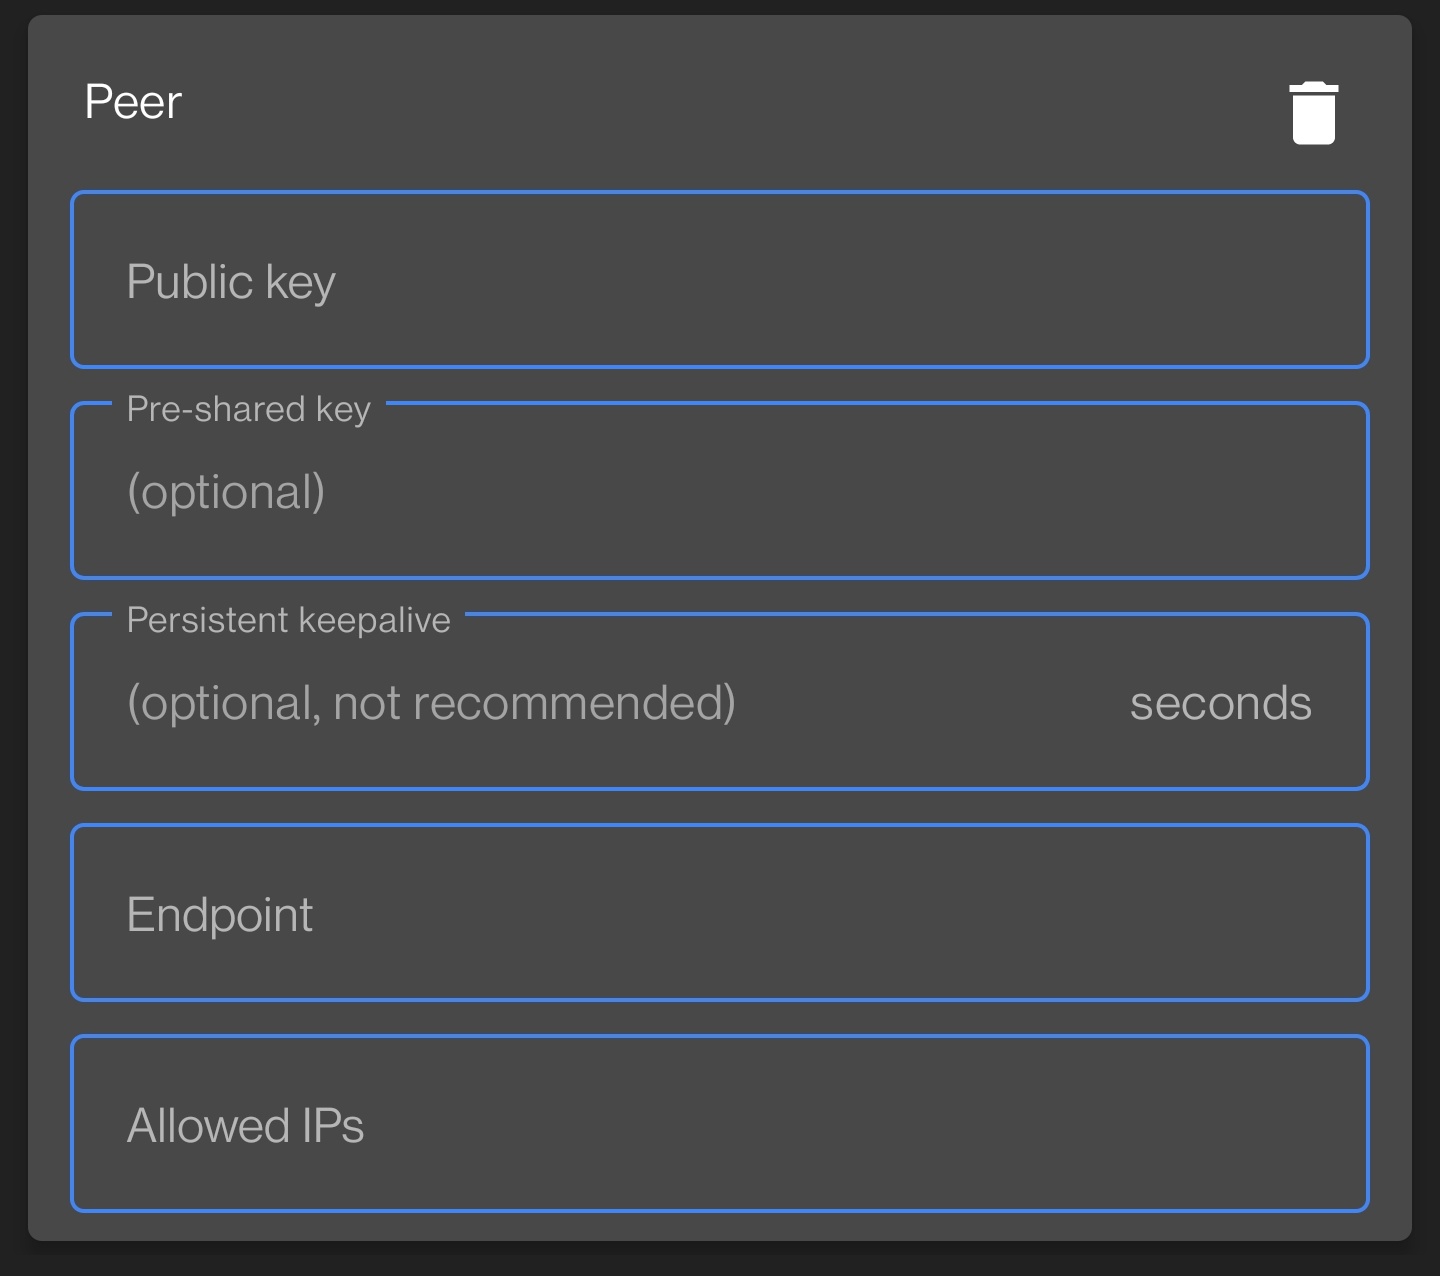 Peer
Public key
Pre-shared key
(optional)
Persistent keepalive
(optional, not recommended) seconds
Endpoint
Allowed IPs